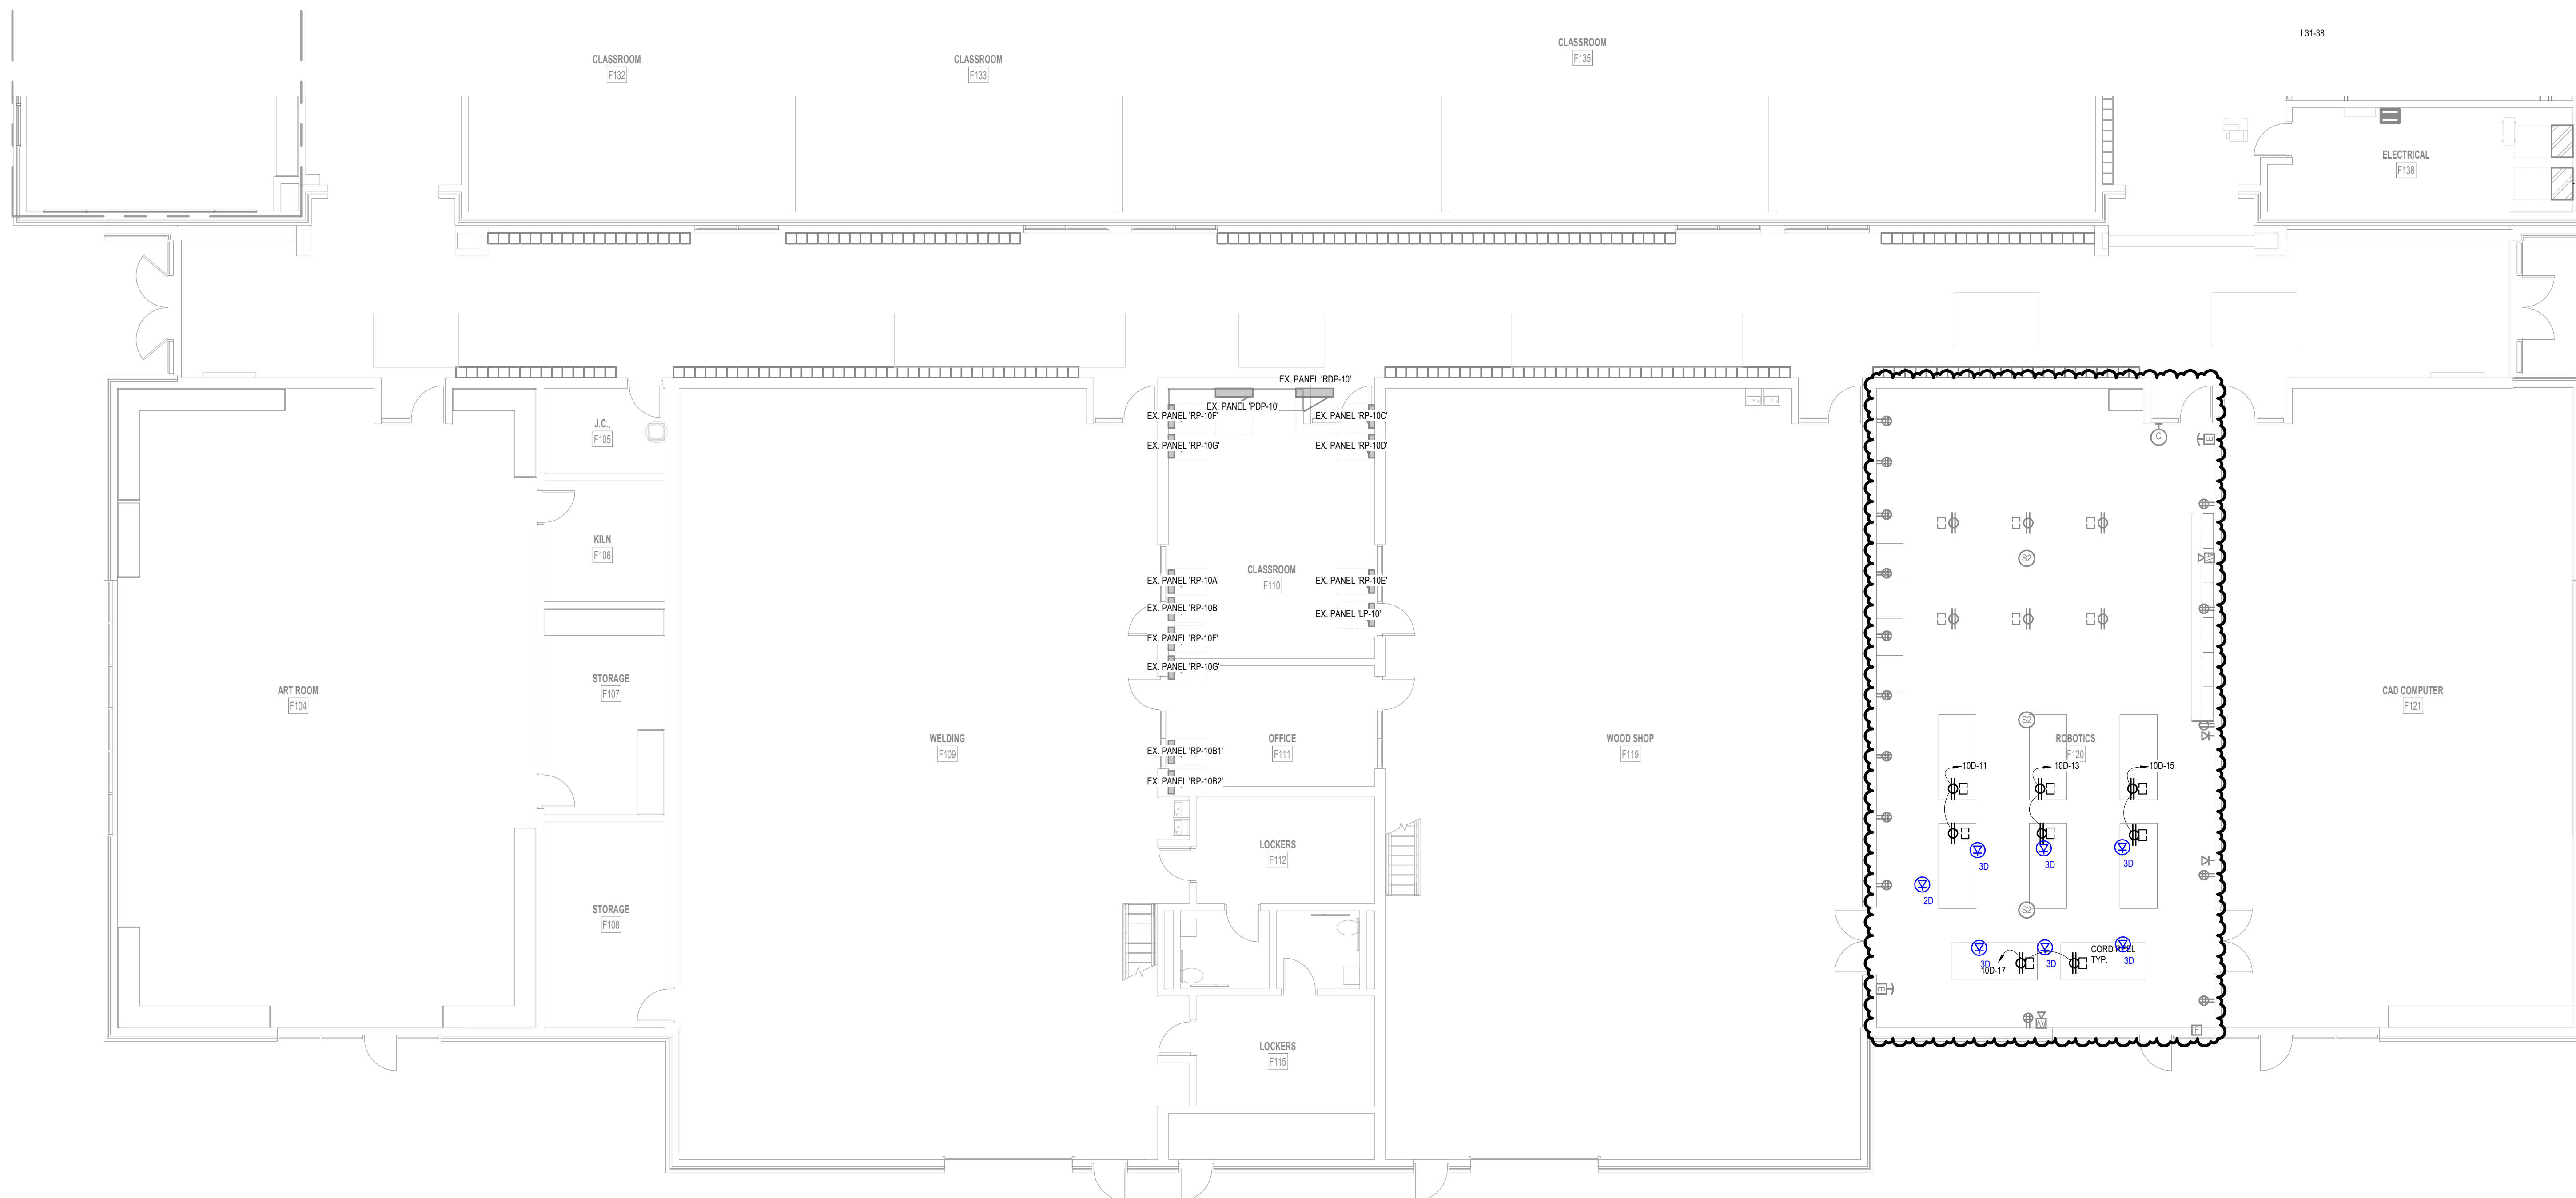 L31-38
CLASSROOM
F132
CLASSROOM
F133
CLASSROOM
F135
ELECTRICAL
F138
EX. PANEL 'RDP-10'
EX. PANEL 'PDP-10'
EX. PANEL 'RP-10F'
EX. PANEL 'RP-10C'
EX. PANEL 'RP-10G'
EX. PANEL 'RP-10D'
J.C.,
F105
C
E
KILN
F106
S2
W
CLASSROOM
F110
EX. PANEL 'RP-10A'
EX. PANEL 'RP-10E'
EX. PANEL 'RP-10B'
EX. PANEL 'LP-10'
EX. PANEL 'RP-10F'
EX. PANEL 'RP-10G'
ART ROOM
F104
STORAGE
F107
CAD COMPUTER
F121
S2
WELDING
F109
OFFICE
F111
WOOD SHOP
F119
ROBOTICS
F120
EX. PANEL 'RP-10B1'
EX. PANEL 'RP-10B2'
10D-11
10D-13
10D-15
LOCKERS
F112
3D
3D
3D
2D
STORAGE
F108
S2
CORD REEL
TYP.
3D
3D
3D
10D-17
E
W
F
LOCKERS
F115